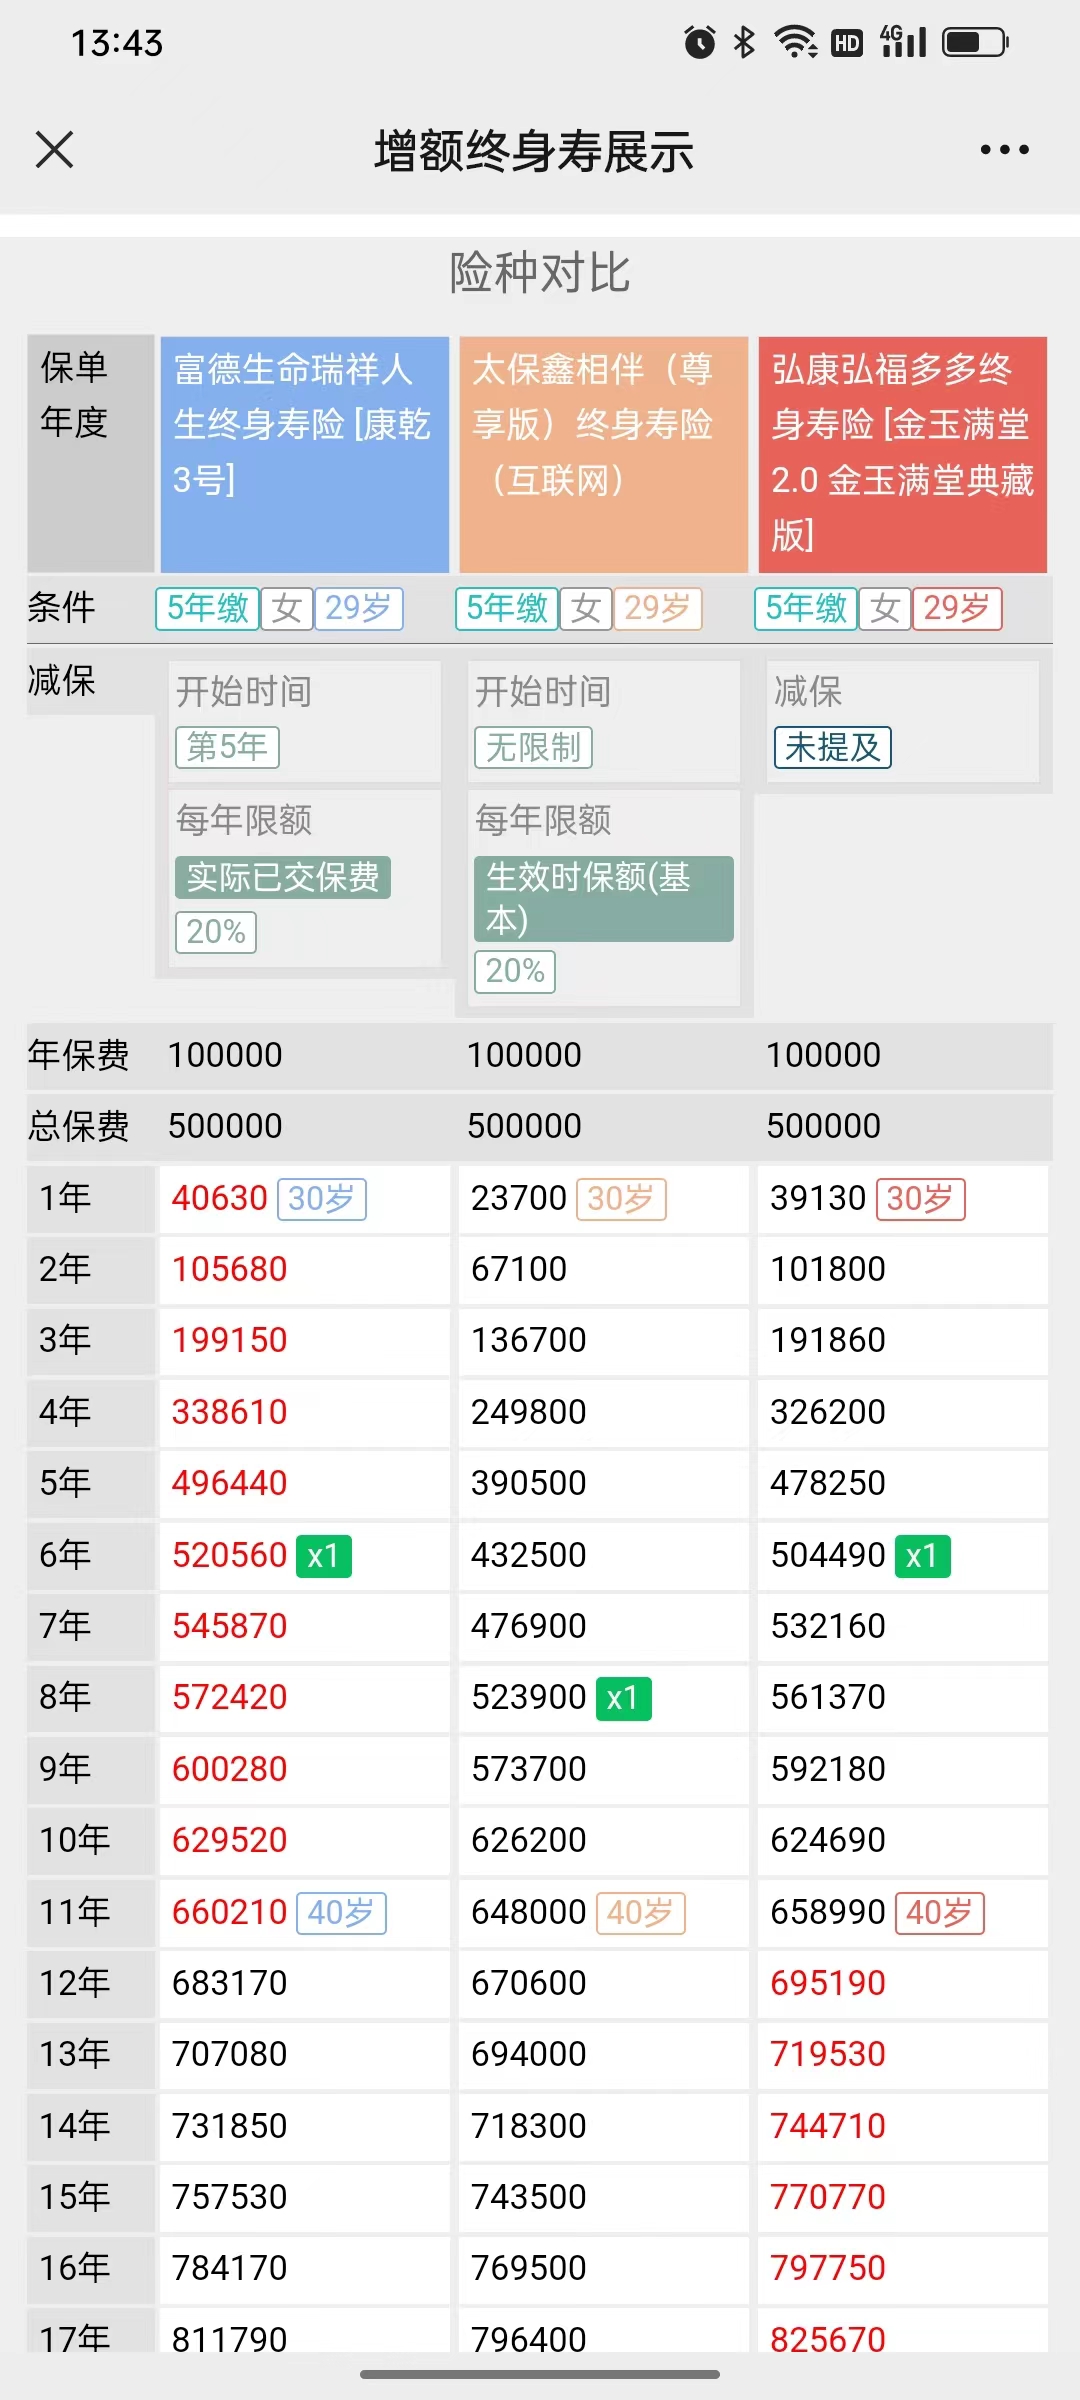 13:43
HD 4G
增额终身寿展示
险种对比
保单年度 富德生命瑞祥人生终身寿险 [康乾3号] 太保鑫相伴（尊享版）终身寿险（互联网） 弘康弘福多多终身寿险 [金玉满堂2.0 金玉满堂典藏版]
条件 5年缴 女 29岁 5年缴 女 29岁 5年缴 女 29岁
减保 开始时间 开始时间 减保
第5年 无限制 未提及
每年限额 每年限额
实际已交保费 生效时保额(基本)
20% 20%
年保费 100000 100000 100000
总保费 500000 500000 500000
1年 40630 30岁 23700 30岁 39130 30岁
2年 105680 67100 101800
3年 199150 136700 191860
4年 338610 249800 326200
5年 496440 390500 478250
6年 520560 x1 432500 504490 x1
7年 545870 476900 532160
8年 572420 523900 x1 561370
9年 600280 573700 592180
10年 629520 626200 624690
11年 660210 40岁 648000 40岁 658990 40岁
12年 683170 670600 695190
13年 707080 694000 719530
14年 731850 718300 744710
15年 757530 743500 770770
16年 784170 769500 797750
17年 811790 796400 825670